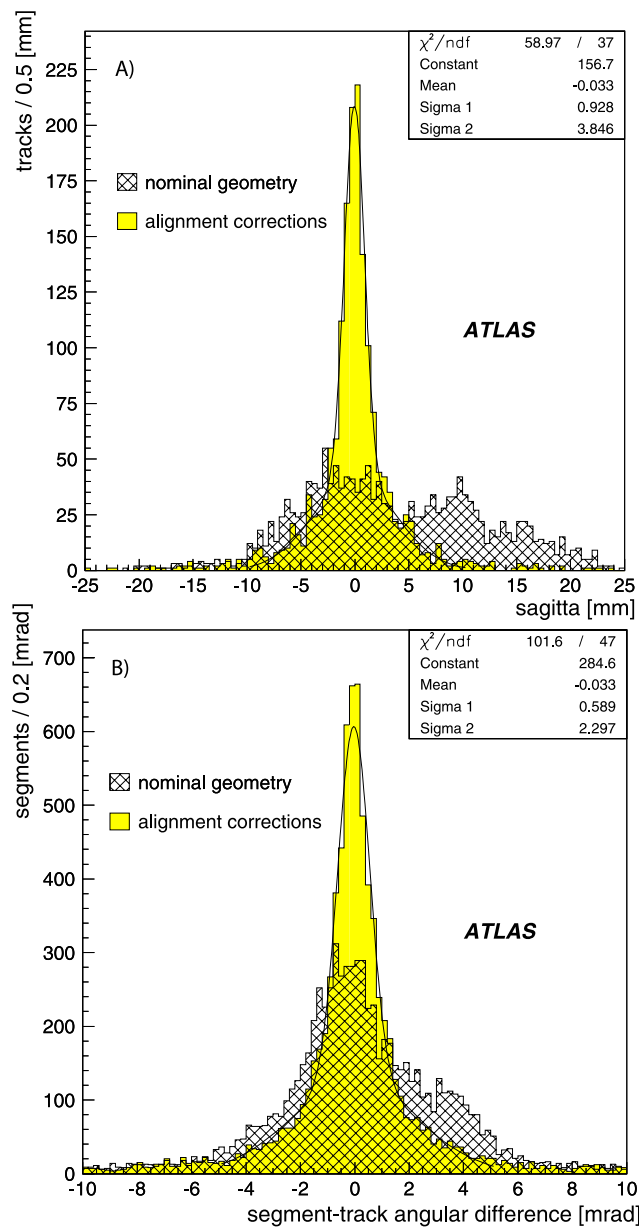 A)
χ²/ndf 58.97 / 37
Constant 156.7
Mean -0.033
Sigma 1 0.928
Sigma 2 3.846
tracks / 0.5 [mm]
225
200
175
150
125
100
75
50
25
0
nominal geometry
alignment corrections
ATLAS
-25 -20 -15 -10 -5 0 5 10 15 20 25
sagitta [mm]
B)
χ²/ndf 101.6 / 47
Constant 284.6
Mean -0.033
Sigma 1 0.589
Sigma 2 2.297
segments / 0.2 [mrad]
700
600
500
400
300
200
100
0
nominal geometry
alignment corrections
ATLAS
-10 -8 -6 -4 -2 0 2 4 6 8 10
segment-track angular difference [mrad]